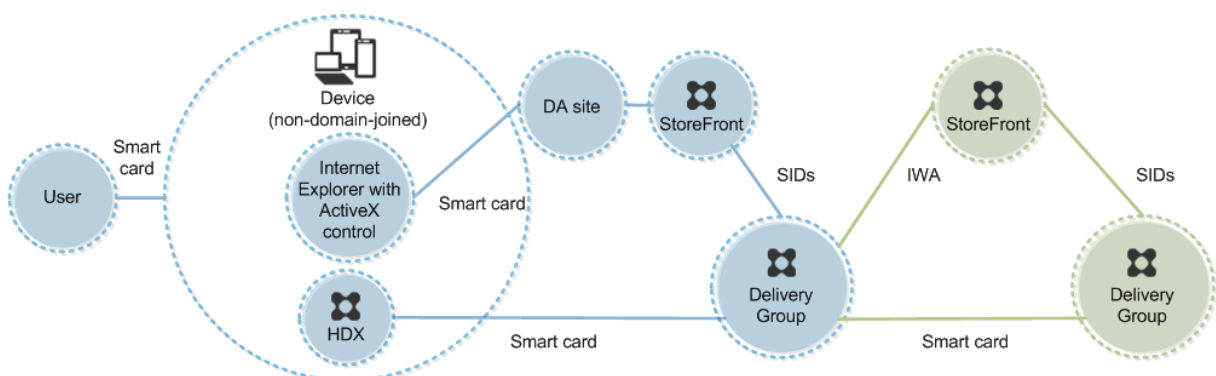 User
Smart
card
Device
(non-domain-joined)
Internet
Explorer with
ActiveX
control
HDX
Smart card
DA site
StoreFront
SIDs
Delivery
Group
Smart card
IWA
StoreFront
SIDs
Delivery
Group
Smart card